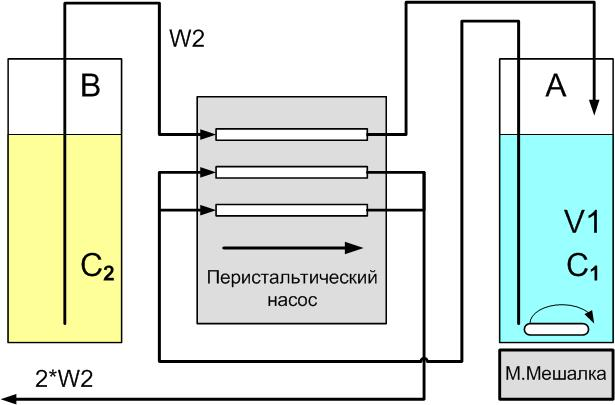 W2
B
A
V1
C₂
C₁
Перистальтический
насос
2*W2
М.Мешалка